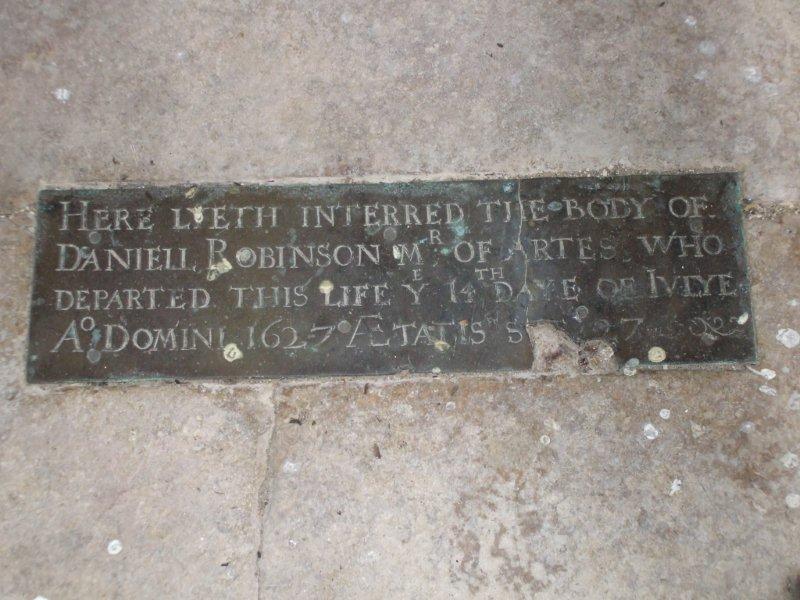 HERE LYETH INTERRED THE BODY OF
DANIELL ROBINSON Mʳ OF ARTES WHO
DEPARTED THIS LIFE Yᴱ 14ᵀᴴ DAYE OF IVLYE
Aº DOMINI 1627 ÆTATIS